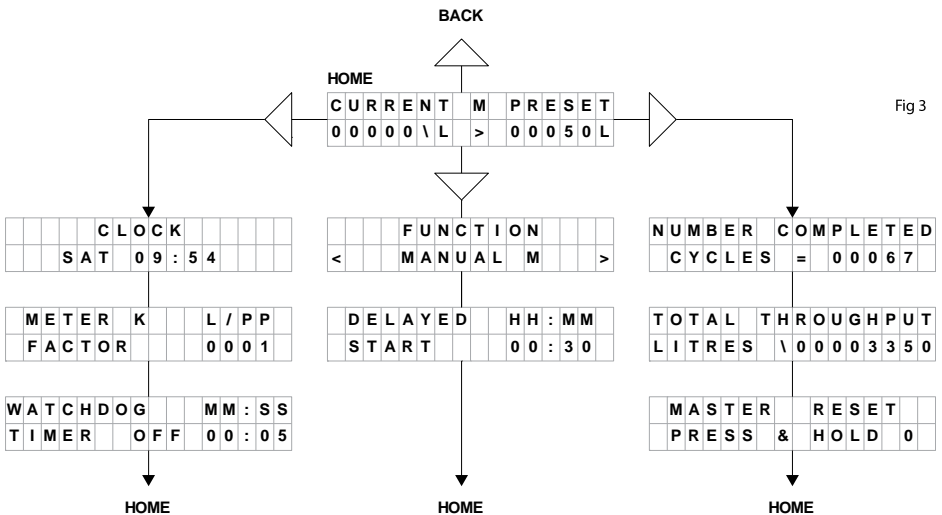 BACK
HOME
CURRENT M PRESET
00000\L > 00050L
Fig 3
CLOCK
SAT 09:54
METER K L/PP
FACTOR 0001
WATCHDOG MM:SS
TIMER OFF 00:05
HOME
FUNCTION
< MANUAL M >
DELAYED HH:MM
START 00:30
HOME
NUMBER COMPLETED
CYCLES = 00067
TOTAL THROUGHPUT
LITRES \00003350
MASTER RESET
PRESS & HOLD 0
HOME